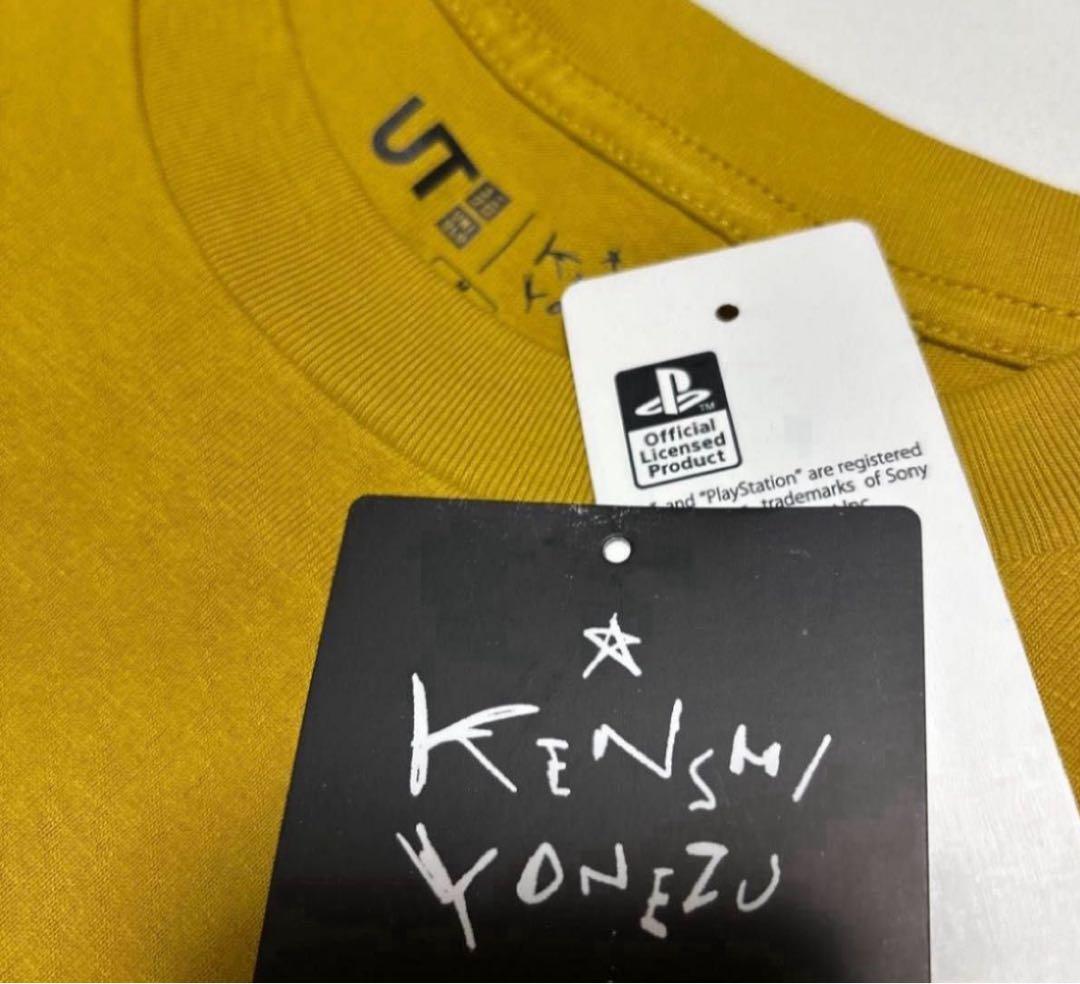 UT
Official
Licensed
Product
and "PlayStation" are registered
trademarks of Sony
KENSHI
YONEZU